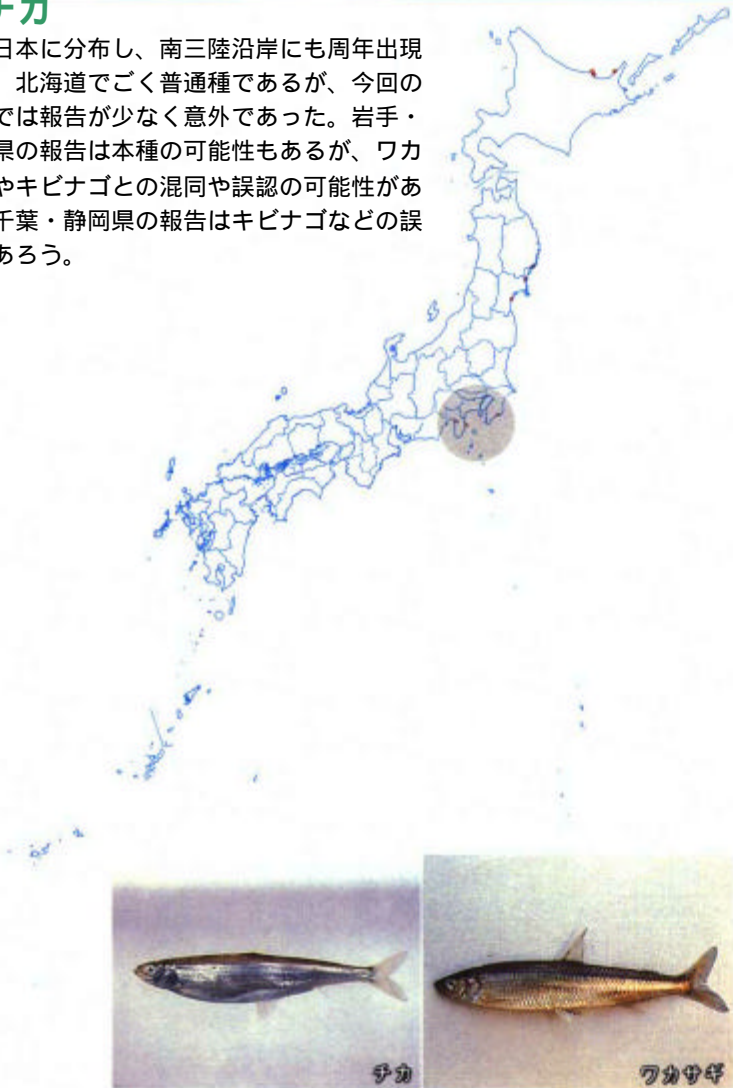 チカ
日本に分布し、南三陸沿岸にも周年出現
北海道でごく普通種であるが、今回の
では報告が少なく意外であった。岩手・
県の報告は本種の可能性もあるが、ワカ
やキビナゴとの混同や誤認の可能性があ
千葉・静岡県の報告はキビナゴなどの誤
あろう。
チカ
ワカサギ